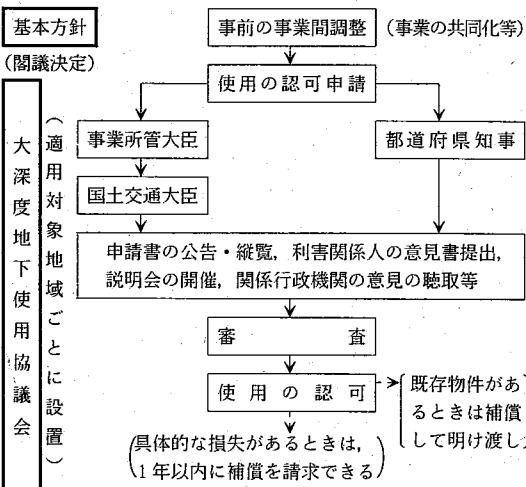 基本方針
(閣議決定)
事前の事業間調整 (事業の共同化等)
使用の認可申請
事業所管大臣
都道府県知事
国土交通大臣
申請書の公告・縦覧,利害関係人の意見書提出,
説明会の開催,関係行政機関の意見の聴取等
審査
使用の認可
既存物件があ
るときは補償
して明け渡し
(具体的な損失があるときは,
1年以内に補償を請求できる)
大深度地下使用協議会
(適用対象地域ごとに設置)